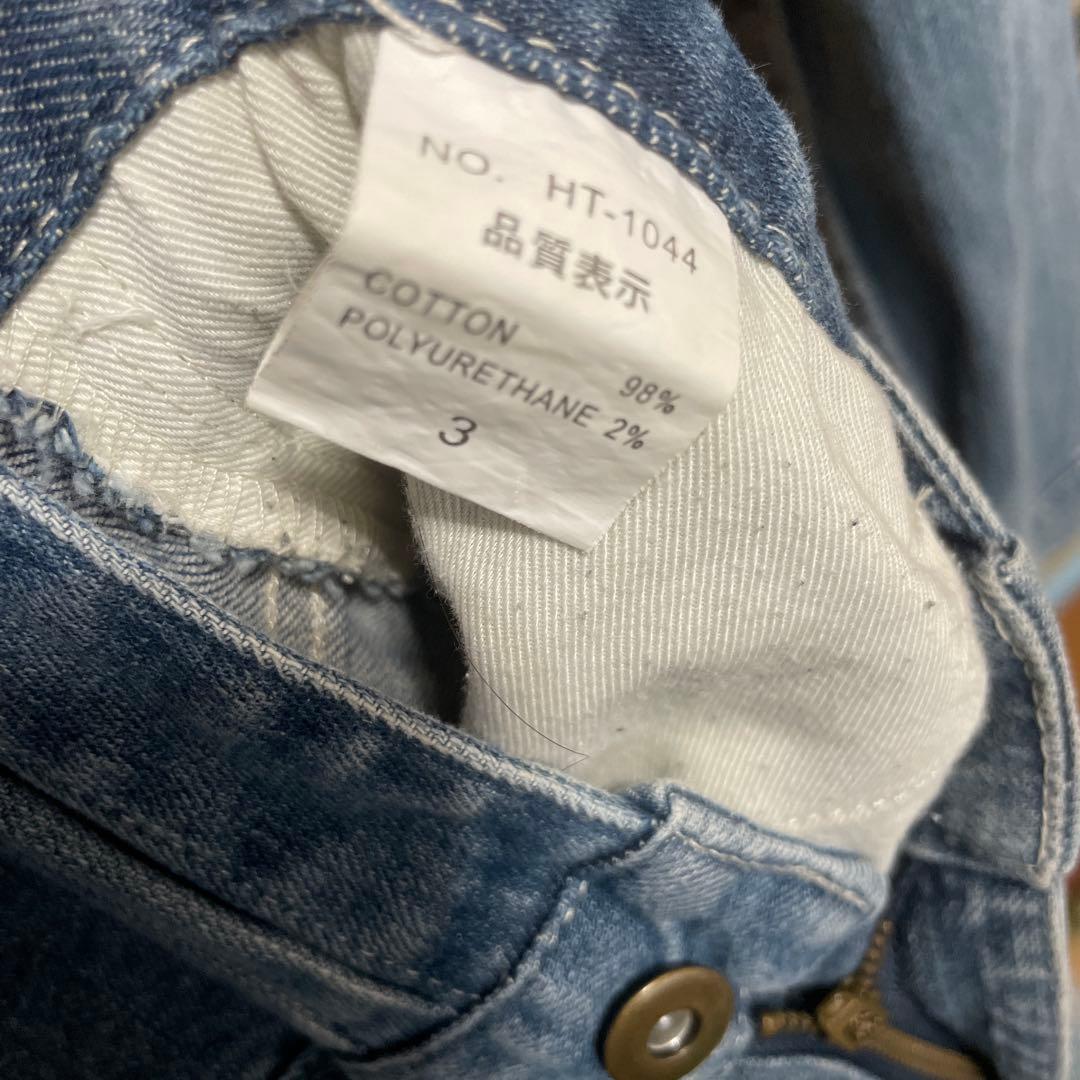 NO. HT-1044
品質表示
COTTON 98%
POLYURETHANE 2%
3